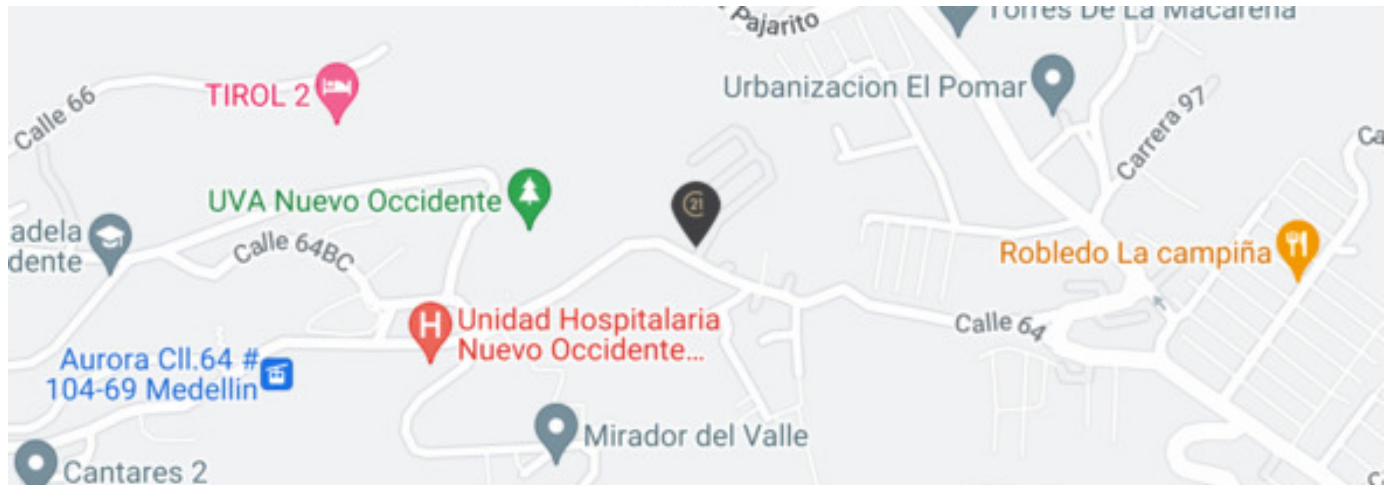 Pajarito
Torres De La Macarena
TIROL 2
Urbanizacion El Pomar
Calle 66
Carrera 97
Ca
UVA Nuevo Occidente
21
adela
dente
Calle 64BC
Robledo La campiña
H
Unidad Hospitalaria
Nuevo Occidente...
Calle 64
Aurora Cll.64 #
104-69 Medellin
Mirador del Valle
Cantares 2